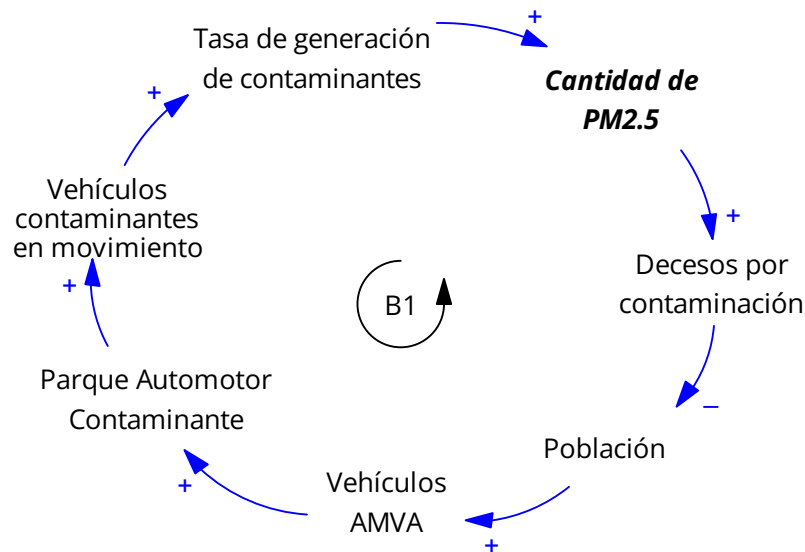 Tasa de generación
de contaminantes
+
Cantidad de
PM2.5
+
Decesos por
contaminación
–
Población
+
Vehículos
AMVA
+
Parque Automotor
Contaminante
+
Vehículos
contaminantes
en movimiento
+
B1